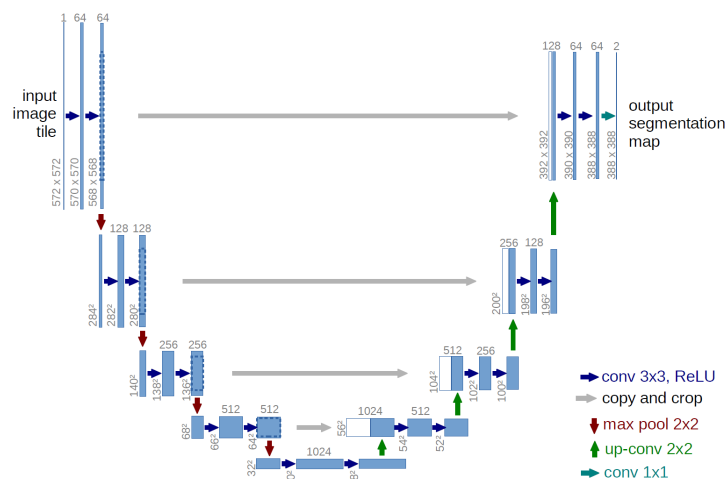 1 64 64
128 64 64 2
input
image
tile
output
segmentation
map
572 x 572
570 x 570
568 x 568
392 x 392
390 x 390
388 x 388
388 x 388
128 128
256 128
284²
282²
280²
200²
198²
196²
256 256
512 256
140²
138²
136²
104²
102²
100²
512 512
1024 512
68²
66²
64²
56²
54²
52²
1024
32²
conv 3x3, ReLU
copy and crop
max pool 2x2
up-conv 2x2
conv 1x1